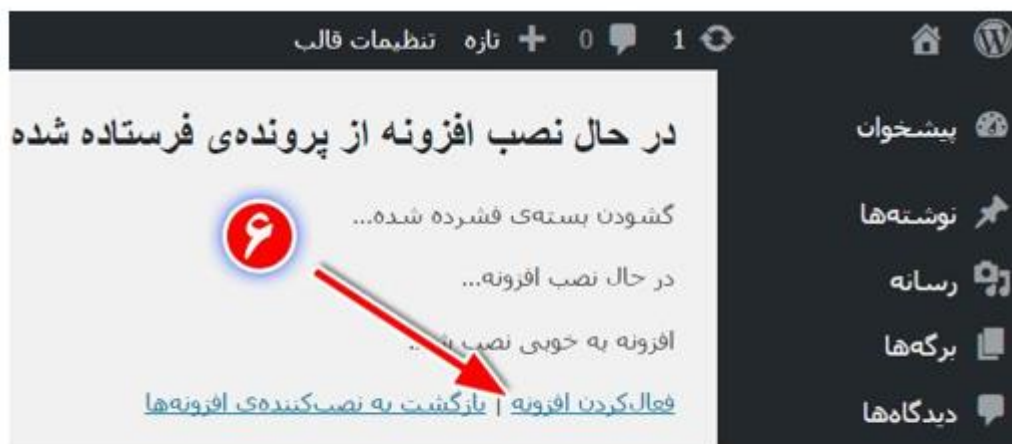 1 0 تازه تنظیمات قالب
پیشخوان
نوشته‌ها
رسانه
برگه‌ها
دیدگاه‌ها
در حال نصب افزونه از پرونده‌ی فرستاده شده
گشودن بسته‌ی فشرده شده...
در حال نصب افزونه...
افزونه به خوبی نصب
فعال‌کردن افزونه | بازگشت به نصب‌کننده‌ی افزونه‌ها
۶